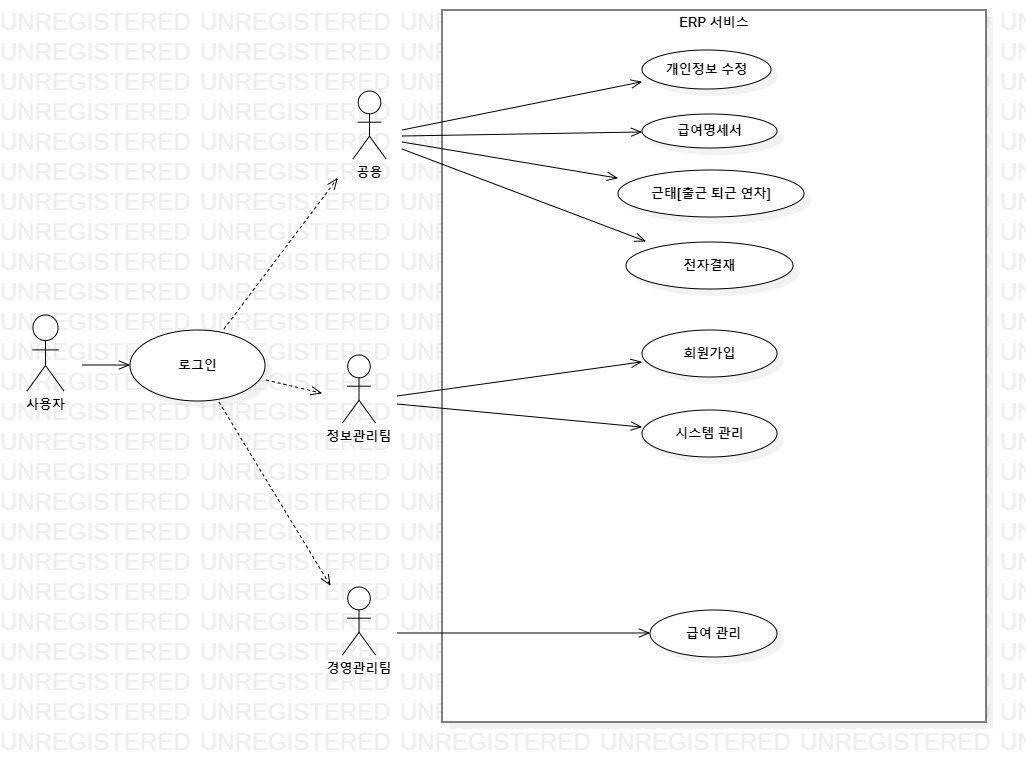 ERP 서비스
개인정보 수정
급여명세서
공용
근태[출근 퇴근 연차]
전자결재
회원가입
로그인
사용자
정보관리팀
시스템 관리
급여 관리
경영관리팀
UNREGISTERED UNREGISTERED UNREGISTERED UNREGISTERED UNREGISTERED